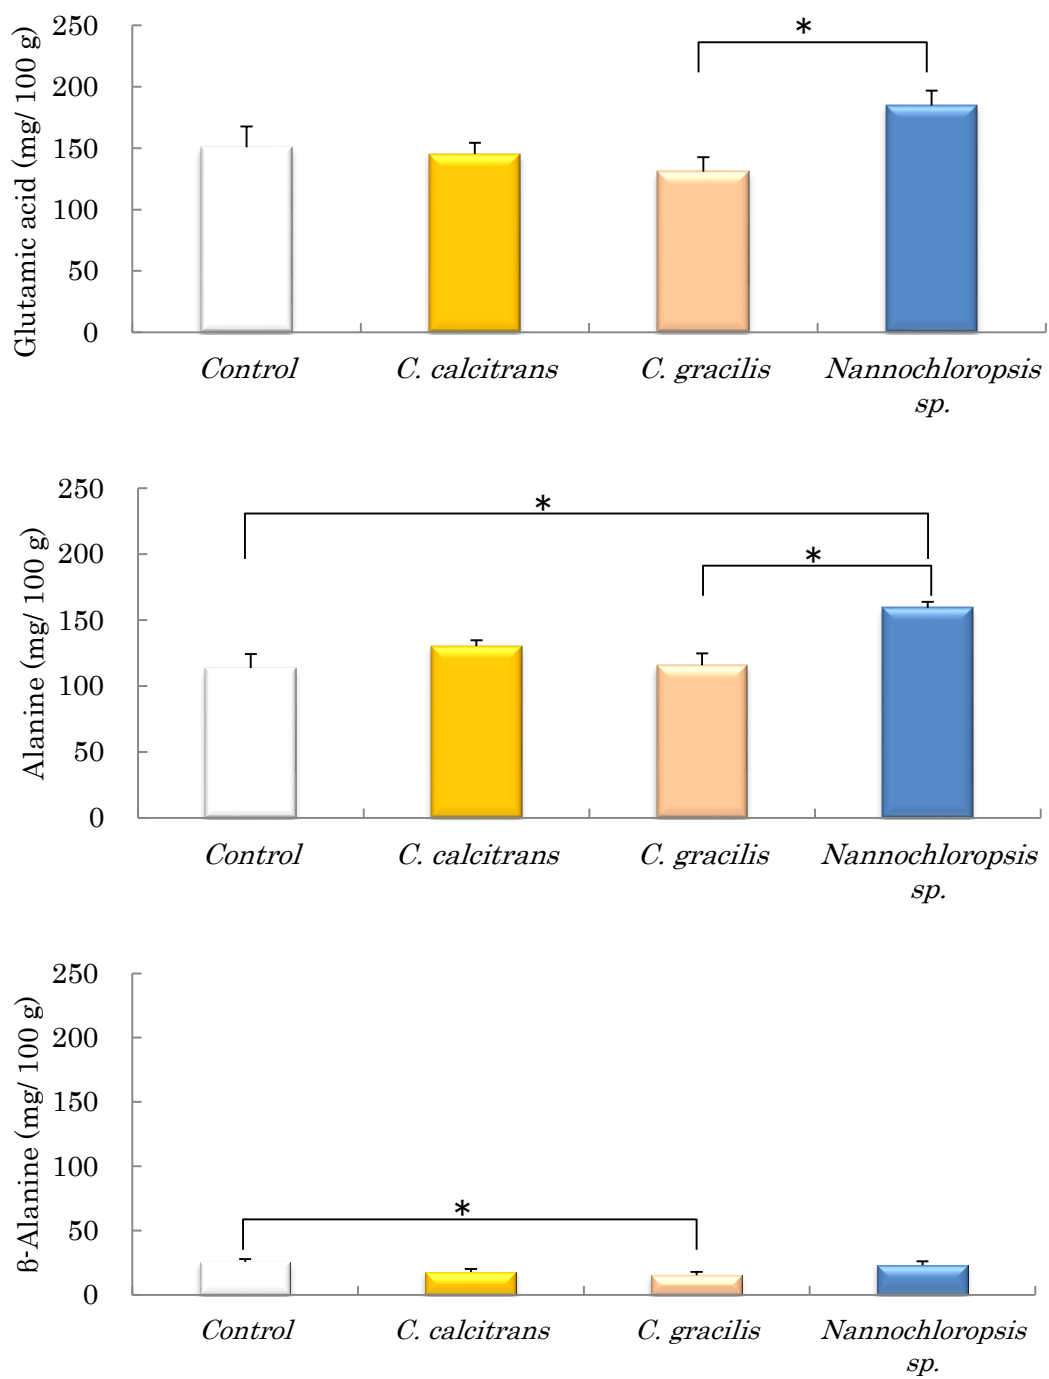 Glutamic acid (mg/ 100 g)
250
200
150
100
50
0
*
Control
C. calcitrans
C. gracilis
Nannochloropsis
sp.
Alanine (mg/ 100 g)
250
200
150
100
50
0
*
*
Control
C. calcitrans
C. gracilis
Nannochloropsis
sp.
β-Alanine (mg/ 100 g)
250
200
150
100
50
0
*
Control
C. calcitrans
C. gracilis
Nannochloropsis
sp.